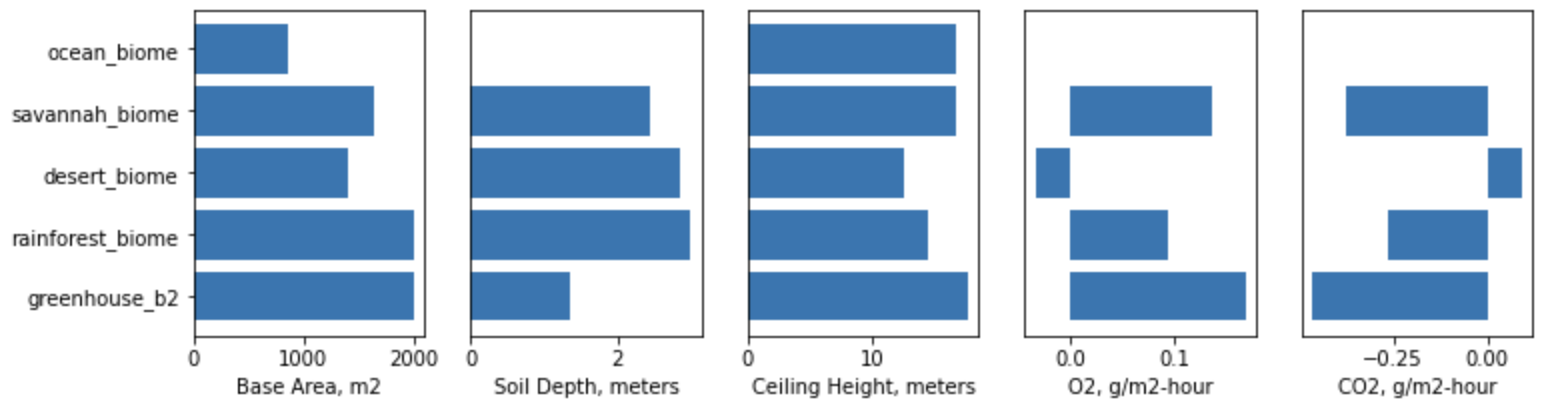 ocean_biome
savannah_biome
desert_biome
rainforest_biome
greenhouse_b2
0 1000 2000
Base Area, m2
0 2
Soil Depth, meters
0 10
Ceiling Height, meters
0.0 0.1
O2, g/m2-hour
−0.25 0.00
CO2, g/m2-hour